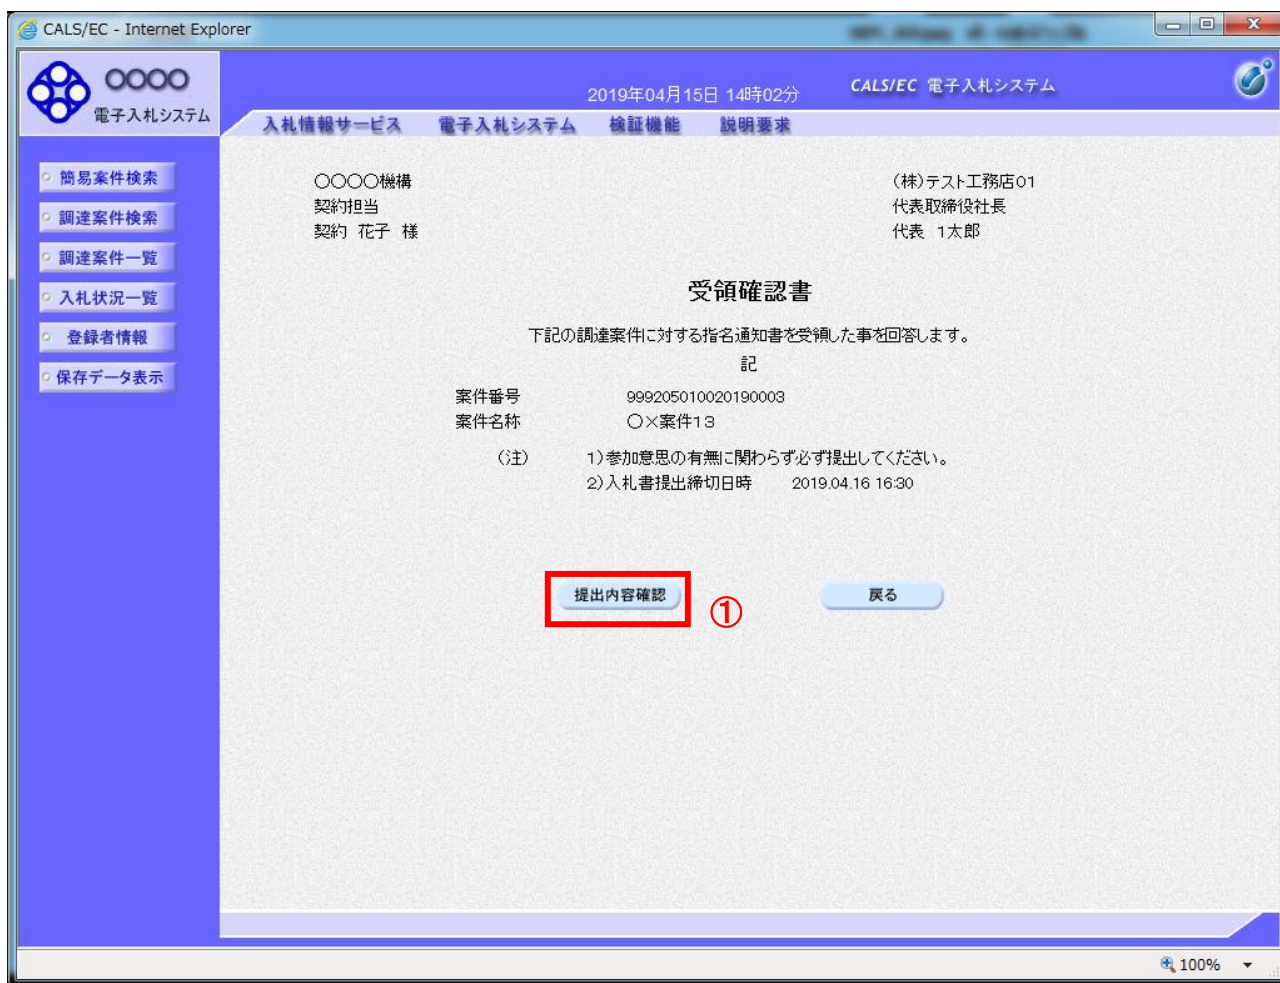 CALS/EC - Internet Explorer
〇〇〇〇
電子入札システム
2019年04月15日 14時02分
CALS/EC 電子入札システム
入札情報サービス 電子入札システム 検証機能 説明要求
簡易案件検索
調達案件検索
調達案件一覧
入札状況一覧
登録者情報
保存データ表示
〇〇〇〇機構
契約担当
契約 花子 様
(株)テスト工務店01
代表取締役社長
代表 1太郎
受領確認書
下記の調達案件に対する指名通知書を受領した事を回答します。
記
案件番号 999205010020190003
案件名称 〇×案件13
(注) 1)参加意思の有無に関わらず必ず提出してください。
2)入札書提出締切日時 2019.04.16 16:30
提出内容確認
①
戻る
100%